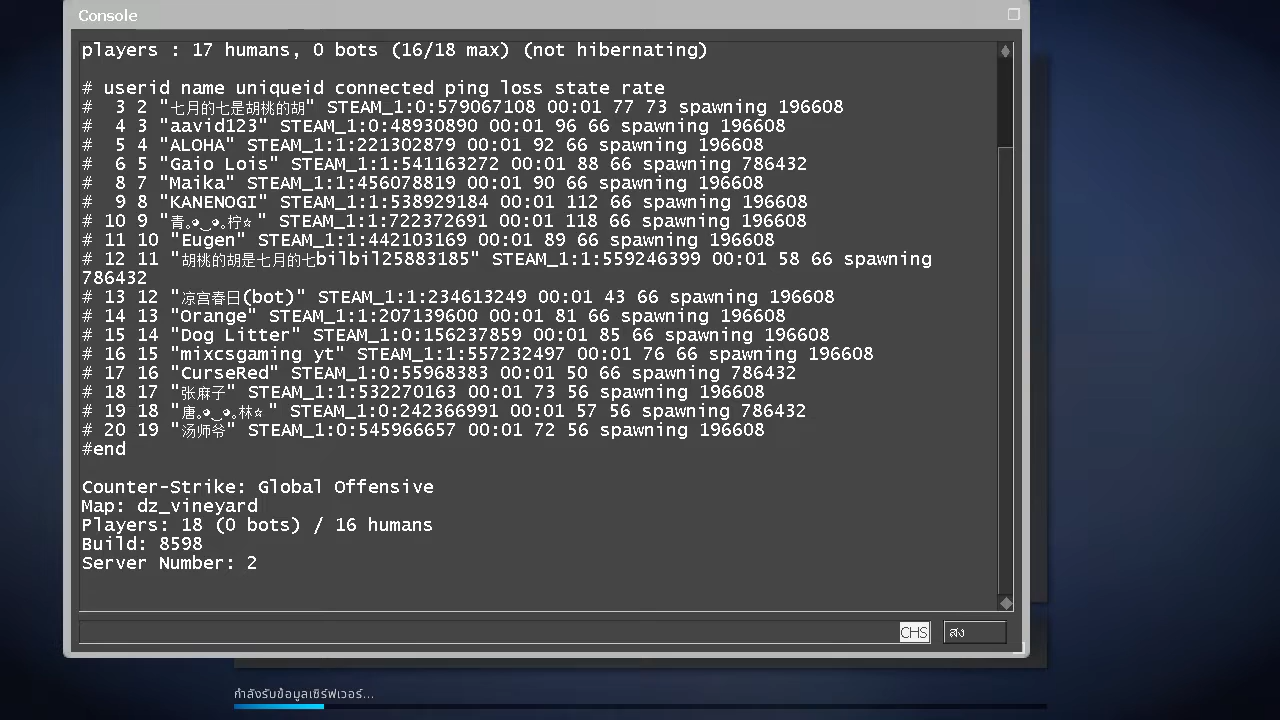 Console
players : 17 humans, 0 bots (16/18 max) (not hibernating)
# userid name uniqueid connected ping loss state rate
#  3 2 "七月的七是胡桃的胡" STEAM_1:0:579067108 00:01 77 73 spawning 196608
#  4 3 "aavid123" STEAM_1:0:48930890 00:01 96 66 spawning 196608
#  5 4 "ALOHA" STEAM_1:1:221302879 00:01 92 66 spawning 196608
#  6 5 "Gaio Lois" STEAM_1:1:541163272 00:01 88 66 spawning 786432
#  8 7 "Maika" STEAM_1:1:456078819 00:01 90 66 spawning 196608
#  9 8 "KANENOGI" STEAM_1:1:538929184 00:01 112 66 spawning 196608
# 10 9 "青｡◕‿◕｡柠☆ " STEAM_1:1:722372691 00:01 118 66 spawning 196608
# 11 10 "Eugen" STEAM_1:1:442103169 00:01 89 66 spawning 196608
# 12 11 "胡桃的胡是七月的七bilbil25883185" STEAM_1:1:559246399 00:01 58 66 spawning
786432
# 13 12 "凉宫春日(bot)" STEAM_1:1:234613249 00:01 43 66 spawning 196608
# 14 13 "Orange" STEAM_1:1:207139600 00:01 81 66 spawning 196608
# 15 14 "Dog Litter" STEAM_1:0:156237859 00:01 85 66 spawning 196608
# 16 15 "mixcsgaming yt" STEAM_1:1:557232497 00:01 76 66 spawning 196608
# 17 16 "CurseRed" STEAM_1:0:55968383 00:01 50 66 spawning 786432
# 18 17 "张麻子" STEAM_1:1:532270163 00:01 73 56 spawning 196608
# 19 18 "唐｡◕‿◕｡林☆ " STEAM_1:0:242366991 00:01 57 56 spawning 786432
# 20 19 "汤师爷" STEAM_1:0:545966657 00:01 72 56 spawning 196608
#end
Counter-Strike: Global Offensive
Map: dz_vineyard
Players: 18 (0 bots) / 16 humans
Build: 8598
Server Number: 2
CHS
ส่ง
กำลังรับข้อมูลเซิร์ฟเวอร์...